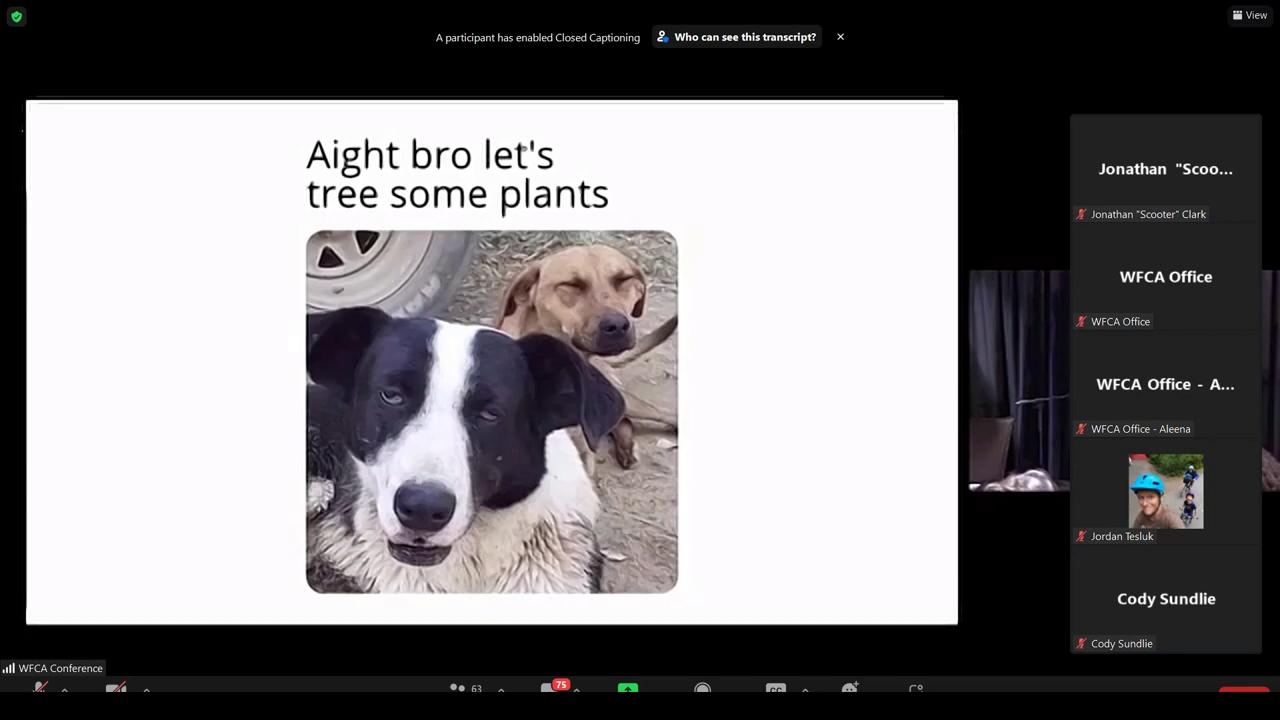 View
A participant has enabled Closed Captioning
Who can see this transcript?
Aight bro let's
tree some plants
Jonathan "Scoo...
Jonathan "Scooter" Clark
WFCA Office
WFCA Office
WFCA Office - A...
WFCA Office - Aleena
Jordan Tesluk
Cody Sundlie
Cody Sundlie
WFCA Conference
63
75
CC